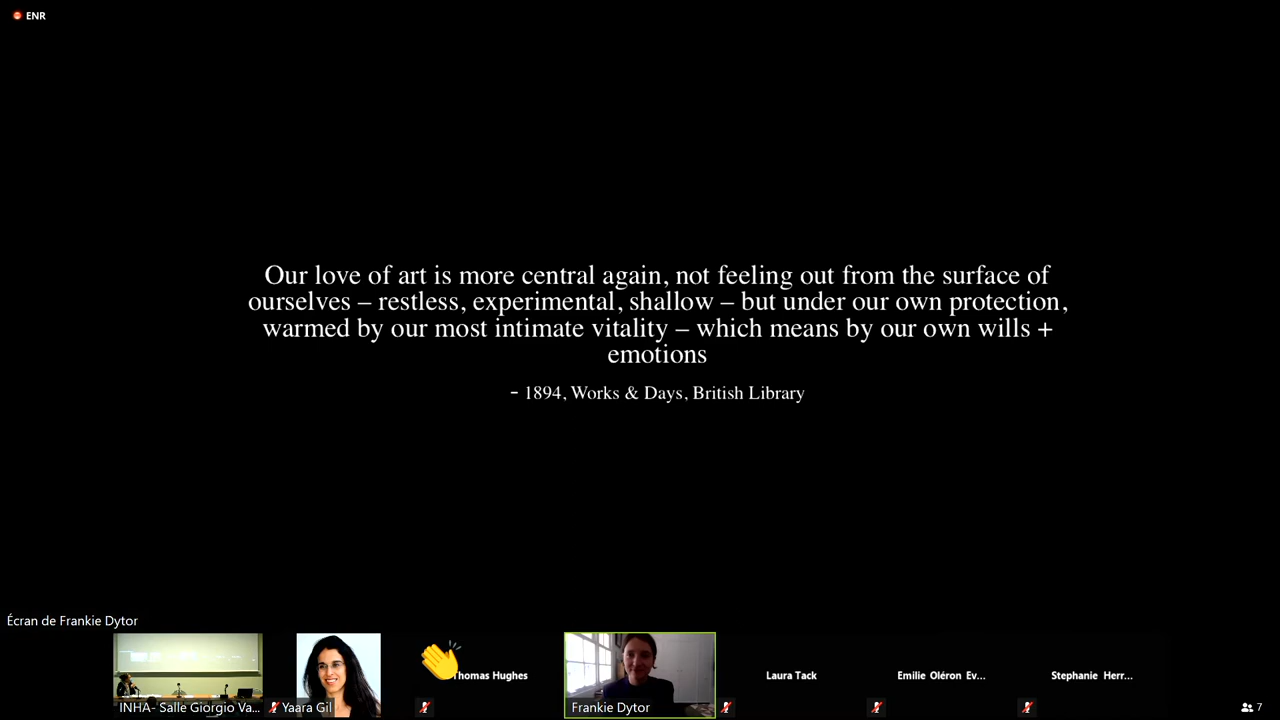 ENR
Our love of art is more central again, not feeling out from the surface of
ourselves – restless, experimental, shallow – but under our own protection,
warmed by our most intimate vitality – which means by our own wills +
emotions
- 1894, Works & Days, British Library
Écran de Frankie Dytor
INHA- Salle Giorgio Va...
Yaara Gil
Thomas Hughes
Frankie Dytor
Laura Tack
Emilie Oléron Ev...
Stephanie Herr...
7